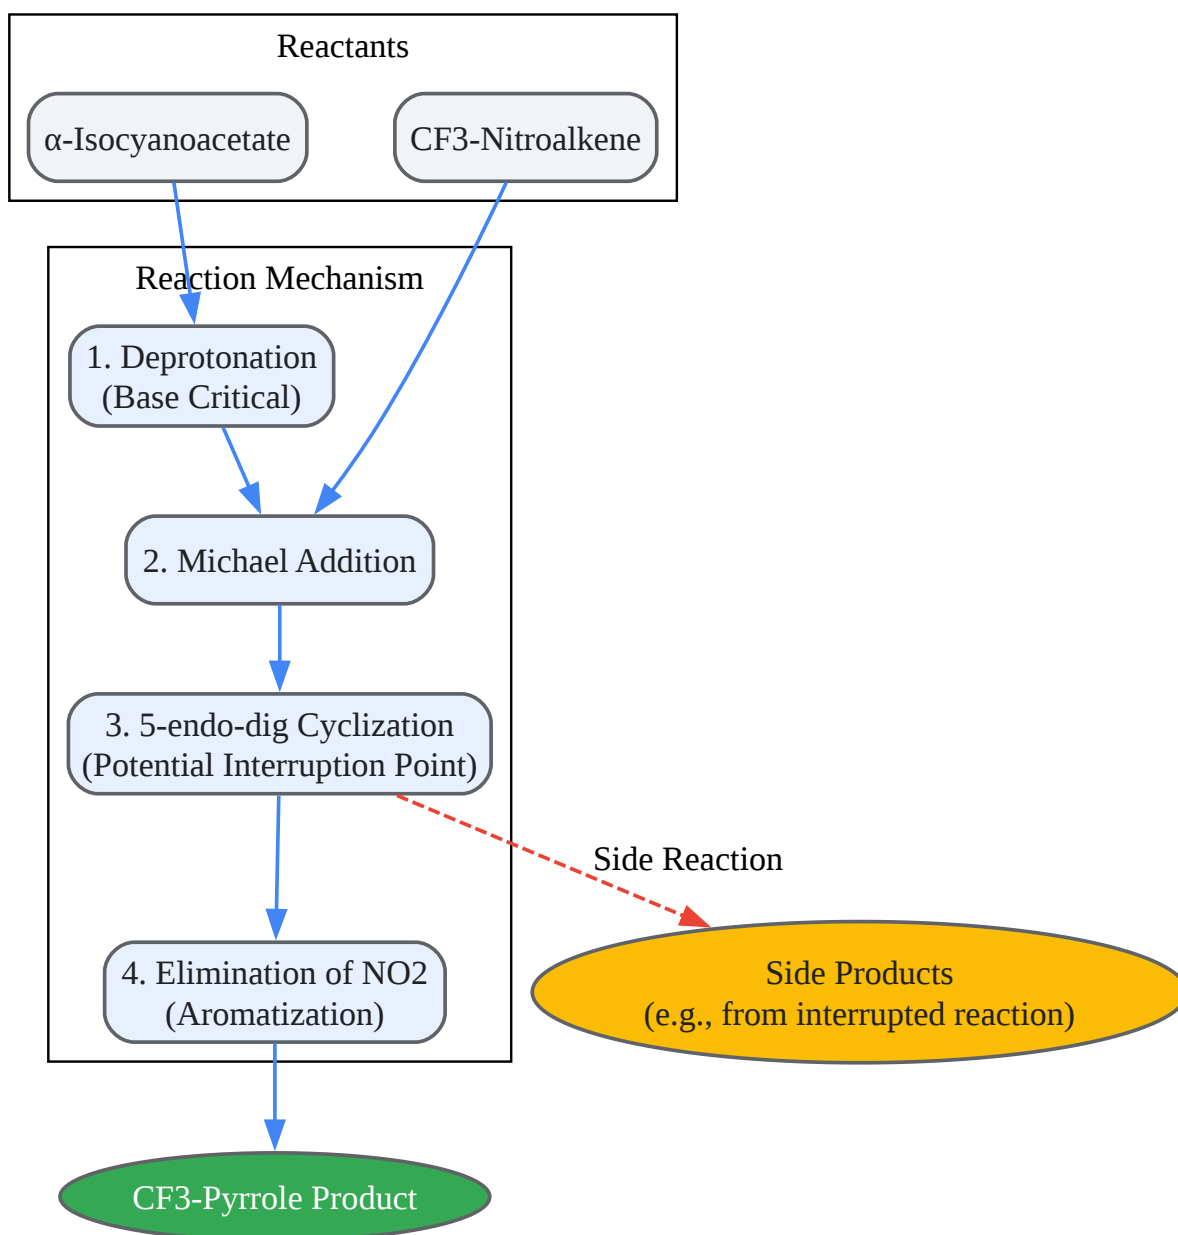 Reactants
α-Isocyanoacetate
CF3-Nitroalkene
Reaction Mechanism
1. Deprotonation
(Base Critical)
2. Michael Addition
3. 5-endo-dig Cyclization
(Potential Interruption Point)
Side Reaction
4. Elimination of NO2
(Aromatization)
Side Products
(e.g., from interrupted reaction)
CF3-Pyrrole Product